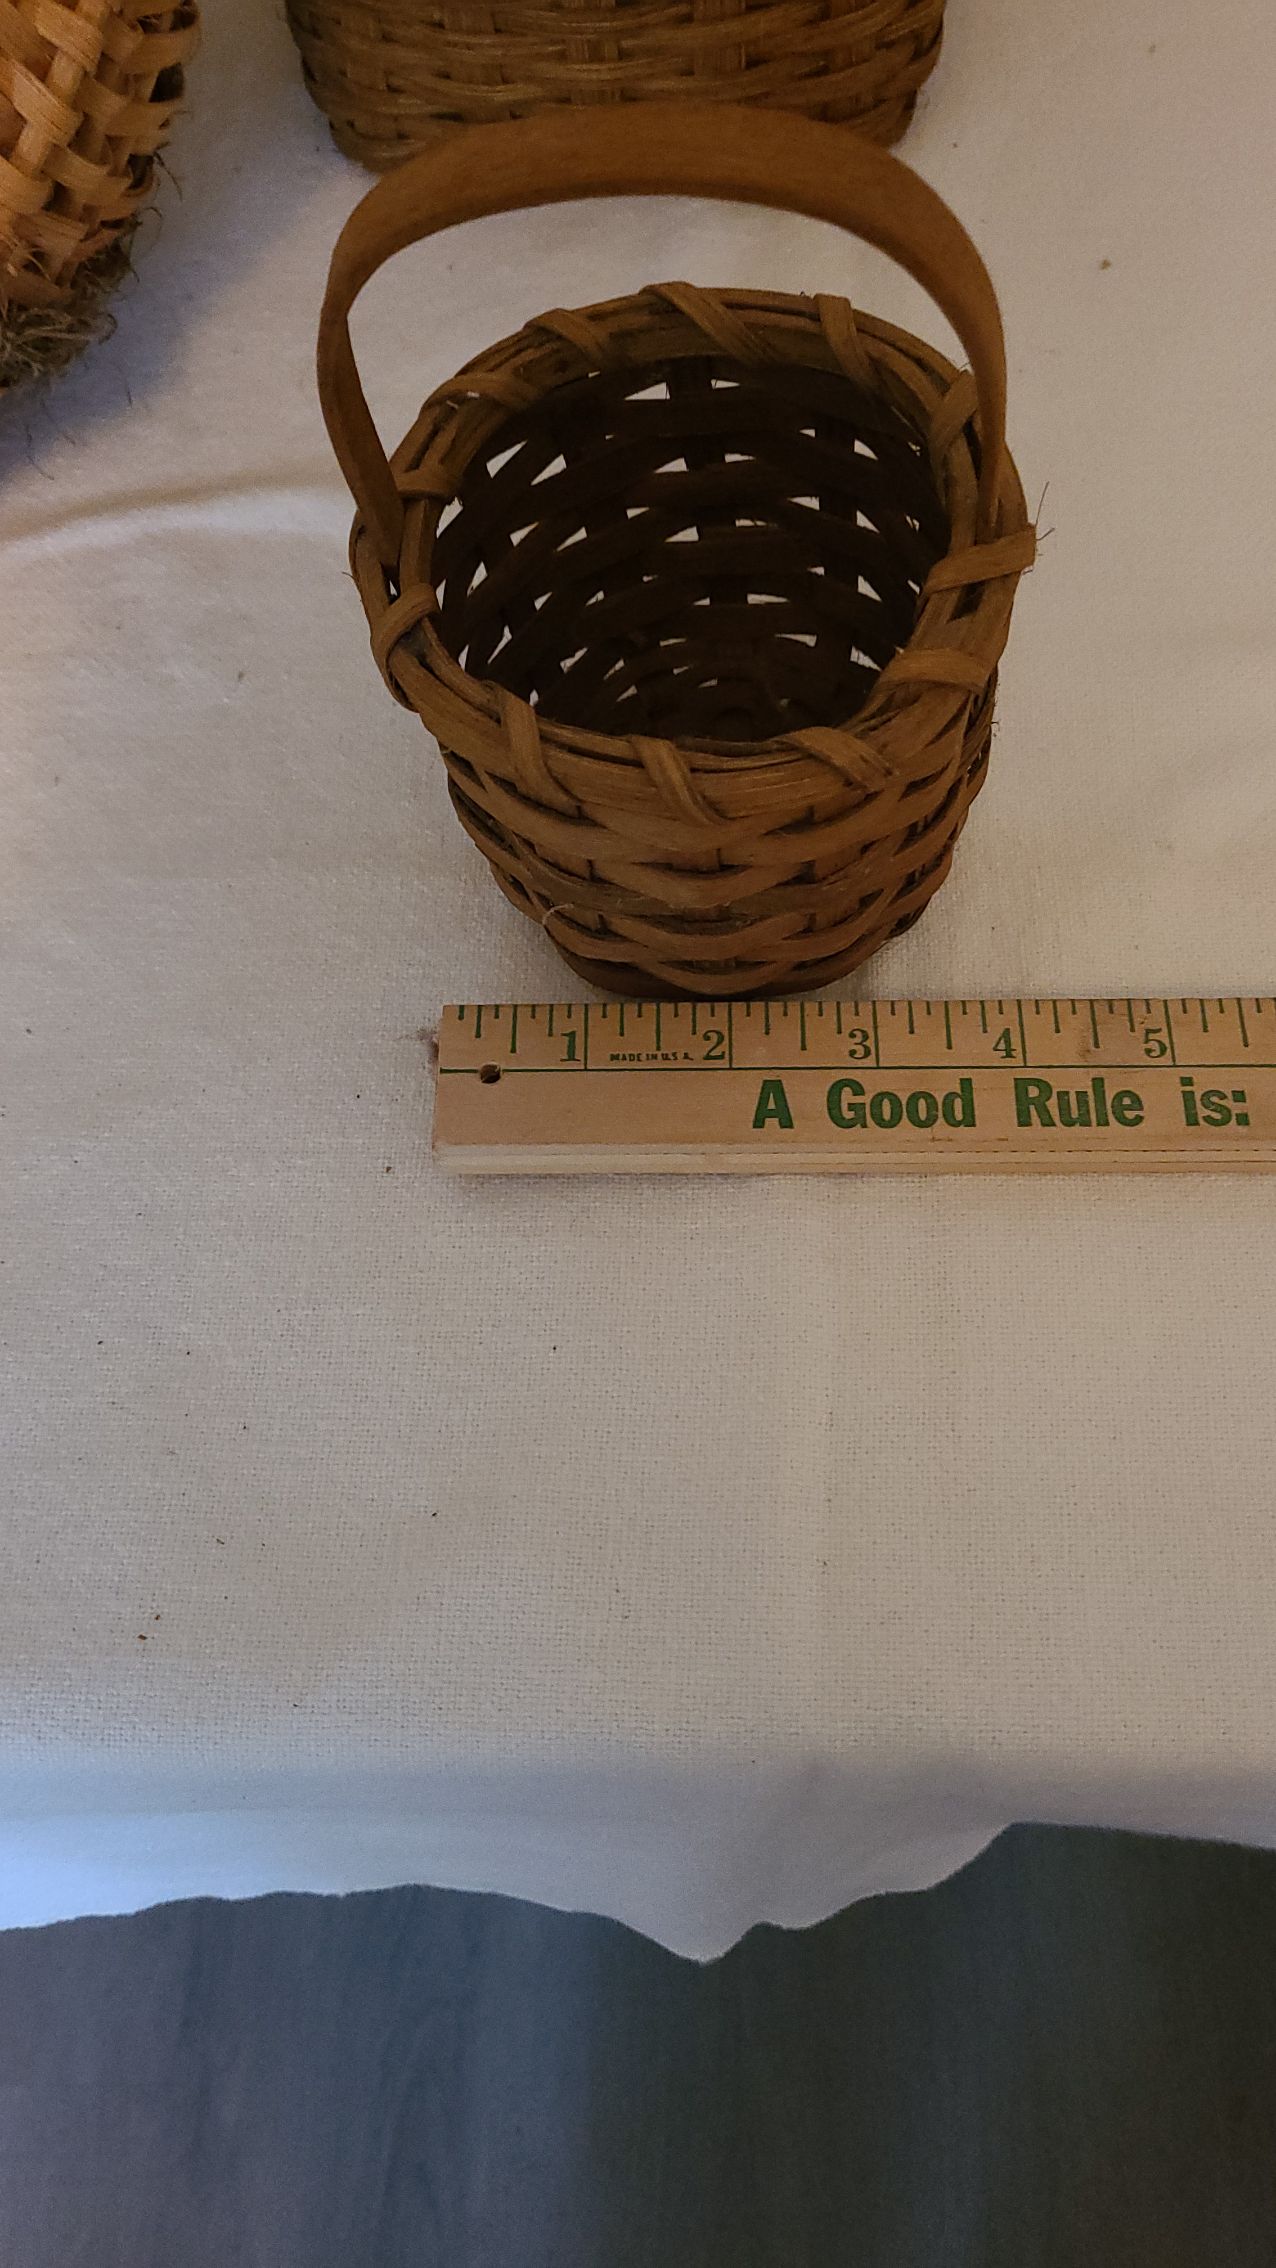 1 2 3 4 5
MADE IN U.S.A.
A Good Rule is: